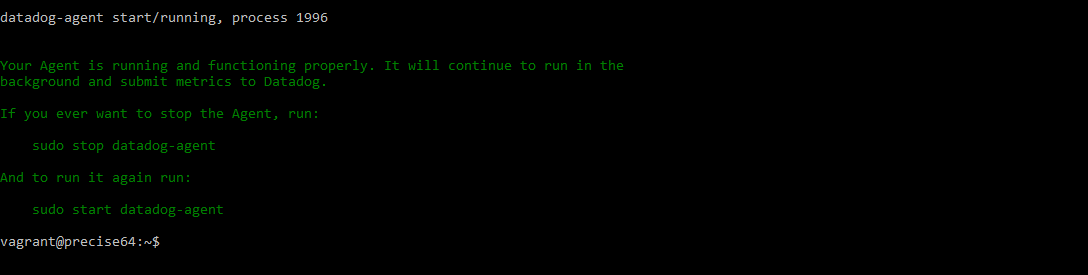 datadog-agent start/running, process 1996
Your Agent is running and functioning properly. It will continue to run in the
background and submit metrics to Datadog.
If you ever want to stop the Agent, run:
sudo stop datadog-agent
And to run it again run:
sudo start datadog-agent
vagrant@precise64:~$